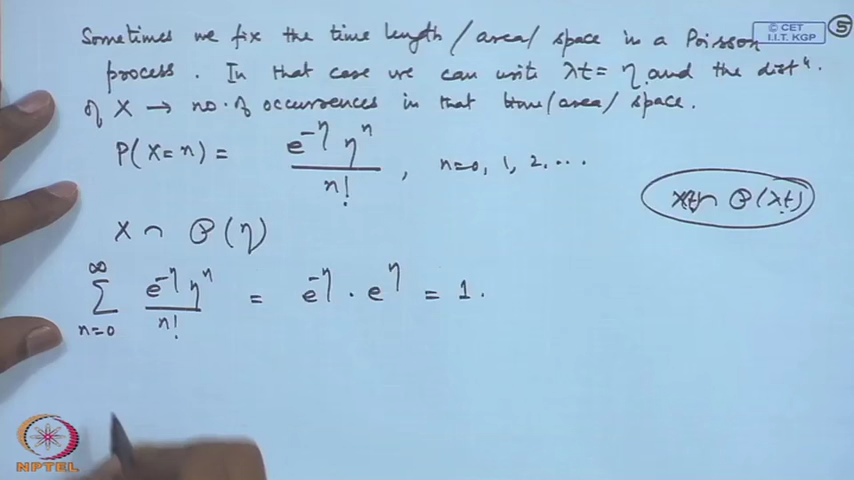 Sometimes we fix the time length / area / space in a Poisson
process. In that case we can write λt = η and the distⁿ.
of X → no. of occurrences in that time/area/space.
P(X=n) = e^{-η} η^n / n! , n=0, 1, 2, ...
X(t) ~ P(λt)
X ~ P(η)
∑_{n=0}^{∞} e^{-η} η^n / n! = e^{-η} · e^{η} = 1.
© CET
I.I.T. KGP
5
NPTEL